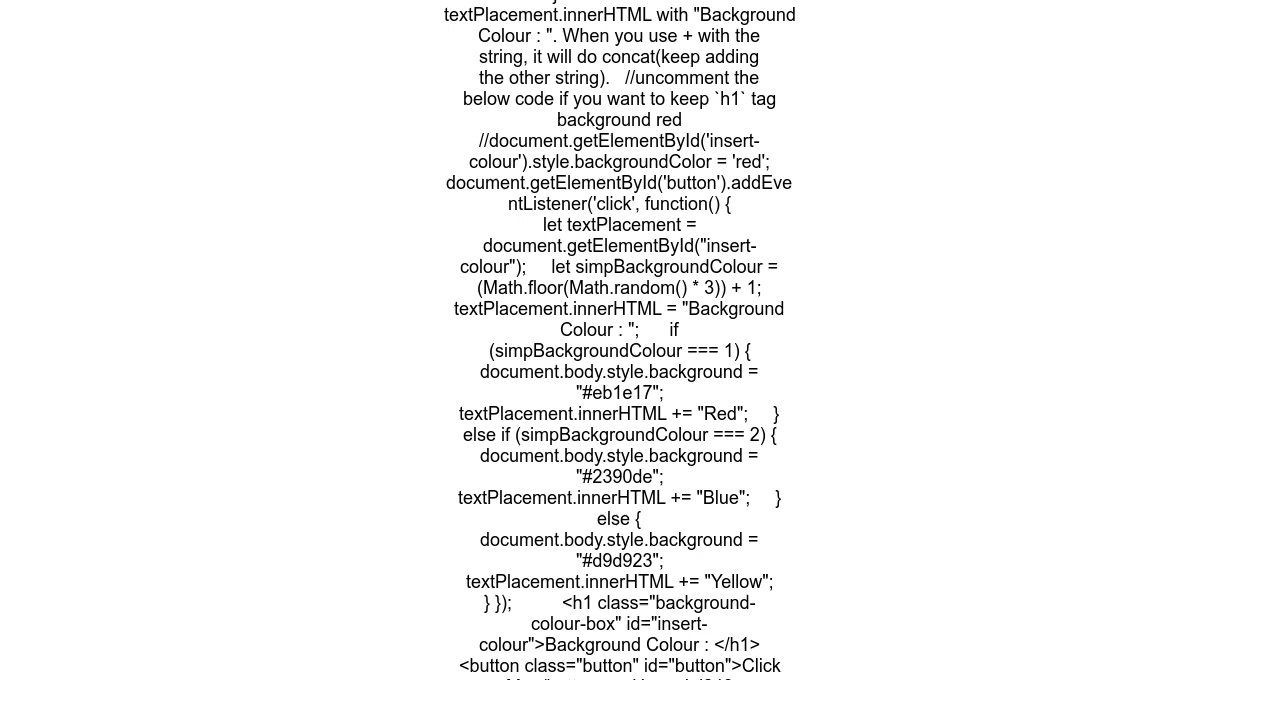 textPlacement.innerHTML with "Background
Colour : ". When you use + with the
string, it will do concat(keep adding
the other string).   //uncomment the
below code if you want to keep `h1` tag
background red
//document.getElementById('insert-
colour').style.backgroundColor = 'red';
document.getElementById('button').addEve
ntListener('click', function() {
let textPlacement =
document.getElementById("insert-
colour");     let simpBackgroundColour =
(Math.floor(Math.random() * 3)) + 1;
textPlacement.innerHTML = "Background
Colour : ";      if
(simpBackgroundColour === 1) {
document.body.style.background =
"#eb1e17";
textPlacement.innerHTML += "Red";     }
else if (simpBackgroundColour === 2) {
document.body.style.background =
"#2390de";
textPlacement.innerHTML += "Blue";     }
else {
document.body.style.background =
"#d9d923";
textPlacement.innerHTML += "Yellow";
} });          <h1 class="background-
colour-box" id="insert-
colour">Background Colour : </h1>
<button class="button" id="button">Click